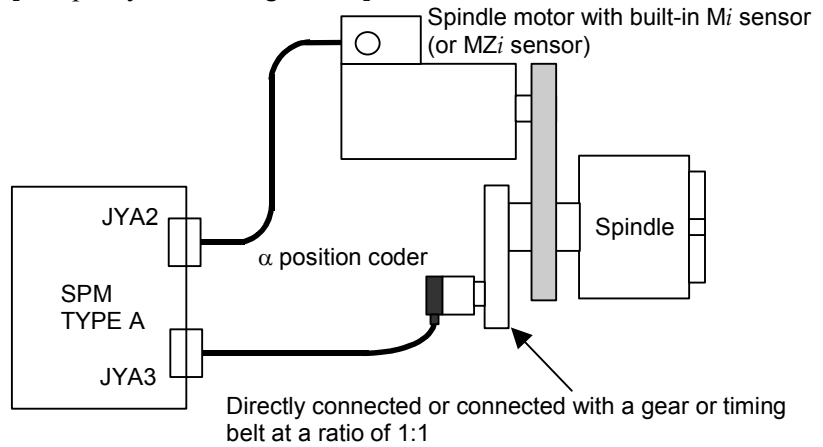 Spindle motor with built-in Mi sensor
(or MZi sensor)
JYA2
Spindle
α position coder
SPM
TYPE A
JYA3
Directly connected or connected with a gear or timing
belt at a ratio of 1:1